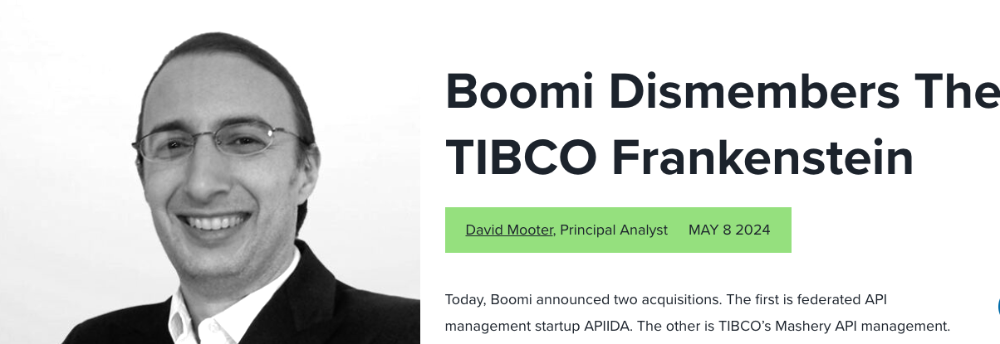 Boomi Dismembers The
TIBCO Frankenstein
David Mooter, Principal Analyst MAY 8 2024
Today, Boomi announced two acquisitions. The first is federated API
management startup APIIDA. The other is TIBCO’s Mashery API management.